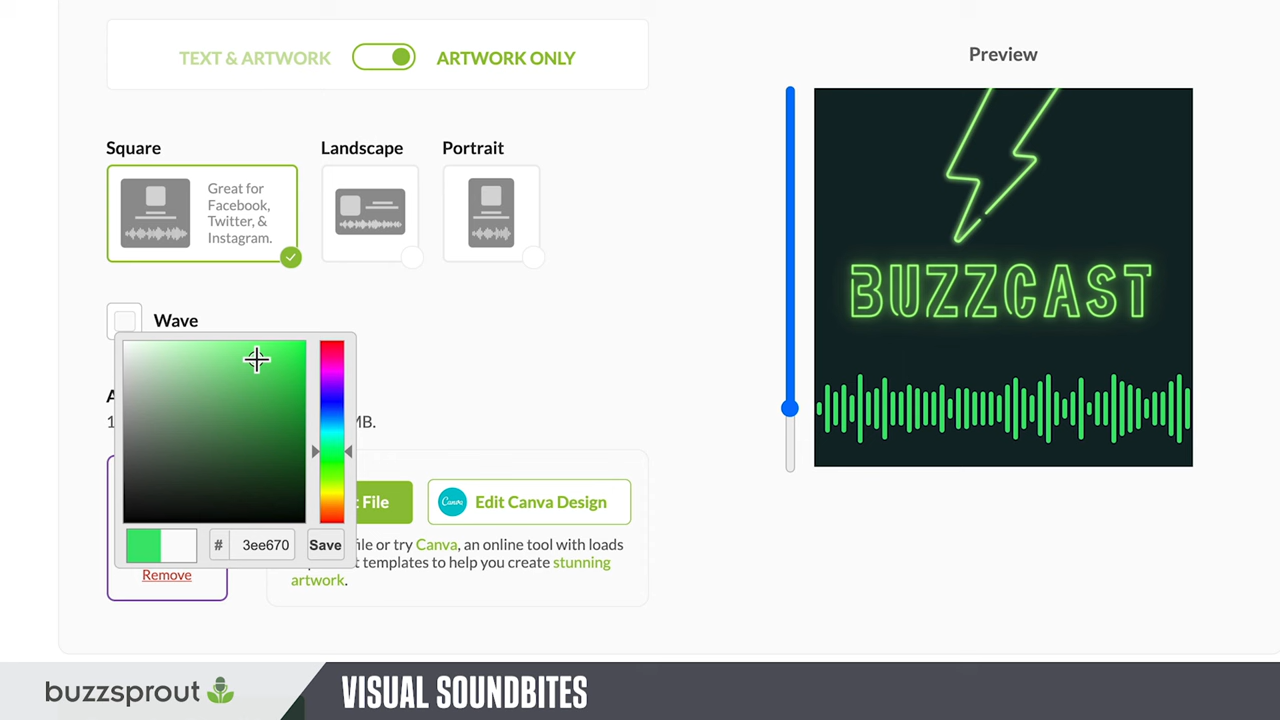 TEXT & ARTWORK
ARTWORK ONLY
Preview
Square
Landscape
Portrait
Great for
Facebook,
Twitter, &
Instagram.
BUZZCAST
Wave
MB.
File
Canva
Edit Canva Design
# 3ee670
Save
Remove
file or try Canva, an online tool with loads
templates to help you create stunning
artwork.
buzzsprout
VISUAL SOUNDBITES